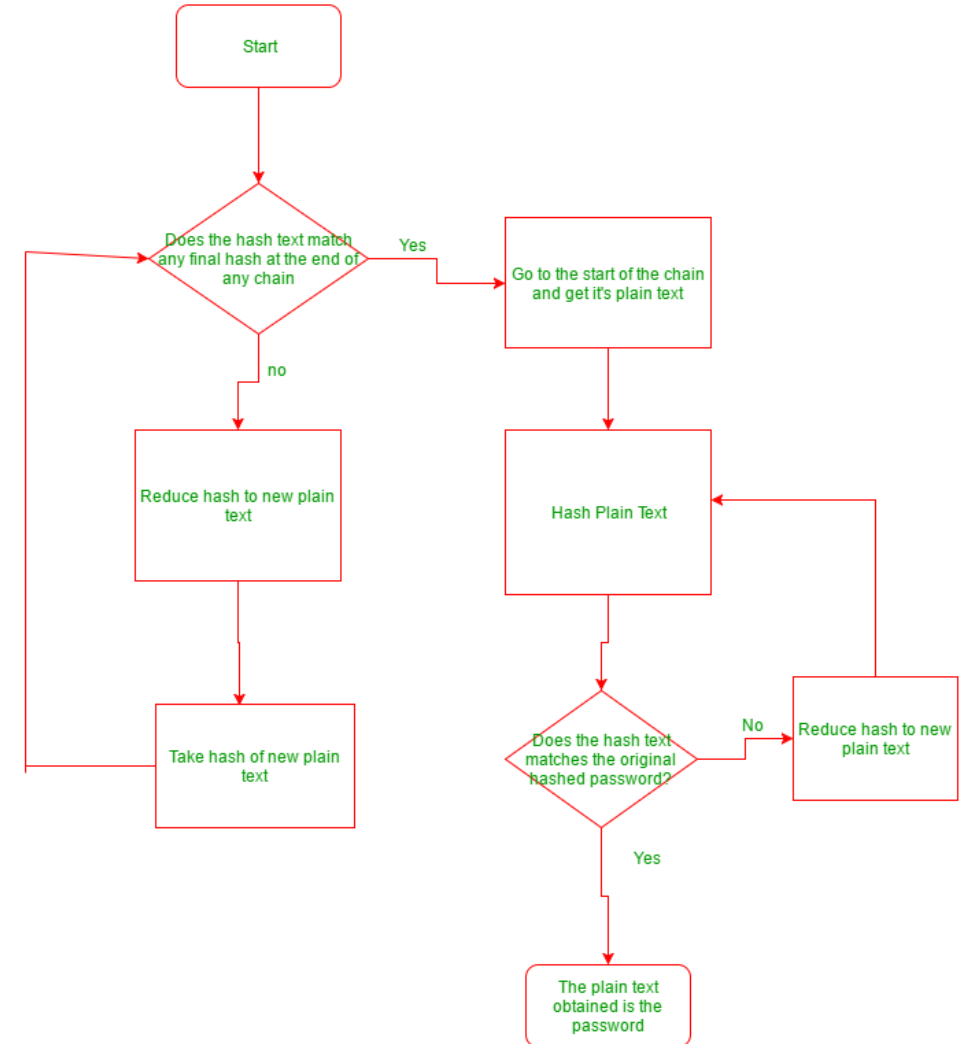 Start
Does the hash text match
any final hash at the end of
any chain
Yes
Go to the start of the chain
and get it's plain text
no
Reduce hash to new plain
text
Hash Plain Text
Take hash of new plain
text
Does the hash text
matches the original
hashed password?
No
Reduce hash to new
plain text
Yes
The plain text
obtained is the
password